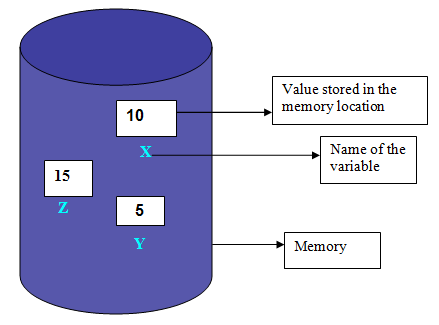 10
Value stored in the
memory location
X
Name of the
variable
15
Z
5
Y
Memory